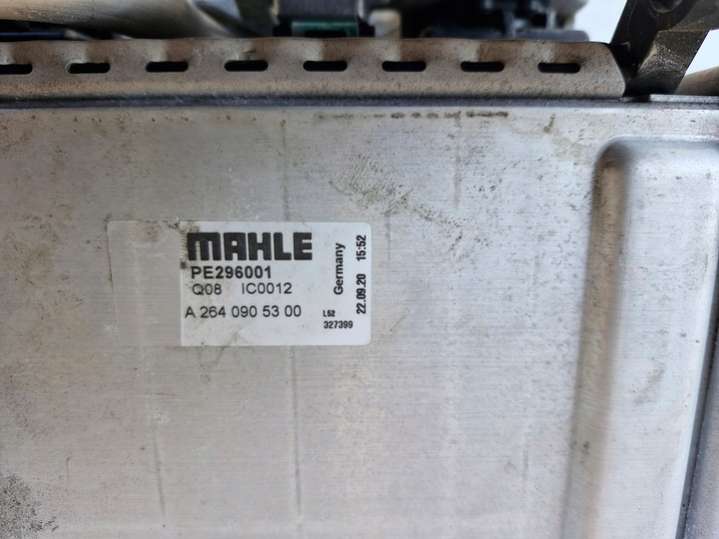 MAHLE
PE296001
Q08 IC0012
A 264 090 53 00
L52
327399
Germany
22.09.20 15:52